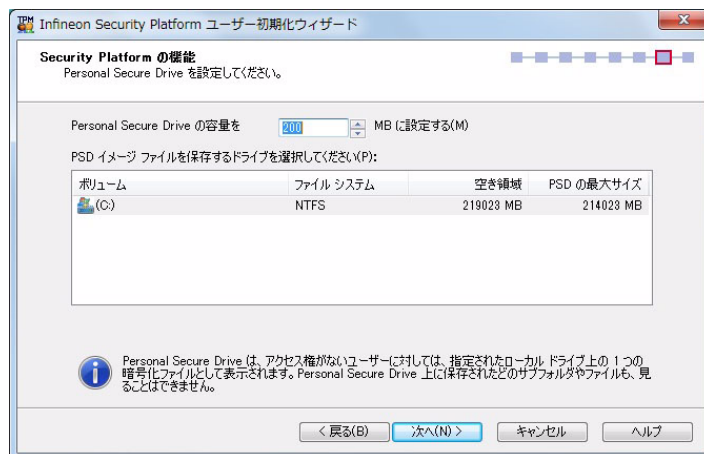 Infineon Security Platform ユーザー初期化ウィザード
Security Platform の機能
Personal Secure Drive を設定してください。
Personal Secure Drive の容量を 200 MB に設定する(M)
PSD イメージ ファイルを保存するドライブを選択してください(P):
ボリューム ファイル システム 空き領域 PSD の最大サイズ
(C:) NTFS 219023 MB 214023 MB
Personal Secure Drive は、アクセス権がないユーザーに対しては、指定されたローカル ドライブ上の 1 つの
暗号化ファイルとして表示されます。Personal Secure Drive 上に保存されたどのサブフォルダやファイルも、見
ることはできません。
< 戻る(B) 次へ(N) > キャンセル ヘルプ